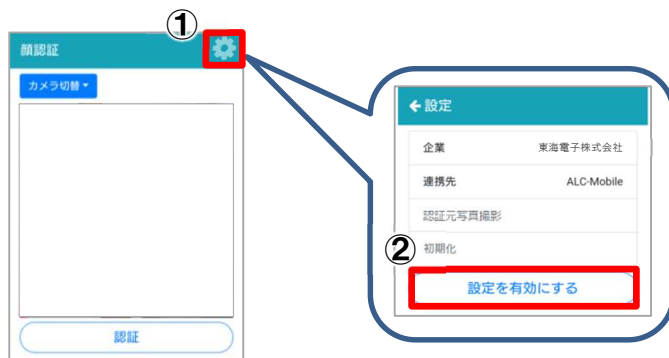 ①
顔認証
カメラ切替
認証
設定
企業 東海電子株式会社
連携先 ALC-Mobile
認証元写真撮影
初期化
②
設定を有効にする